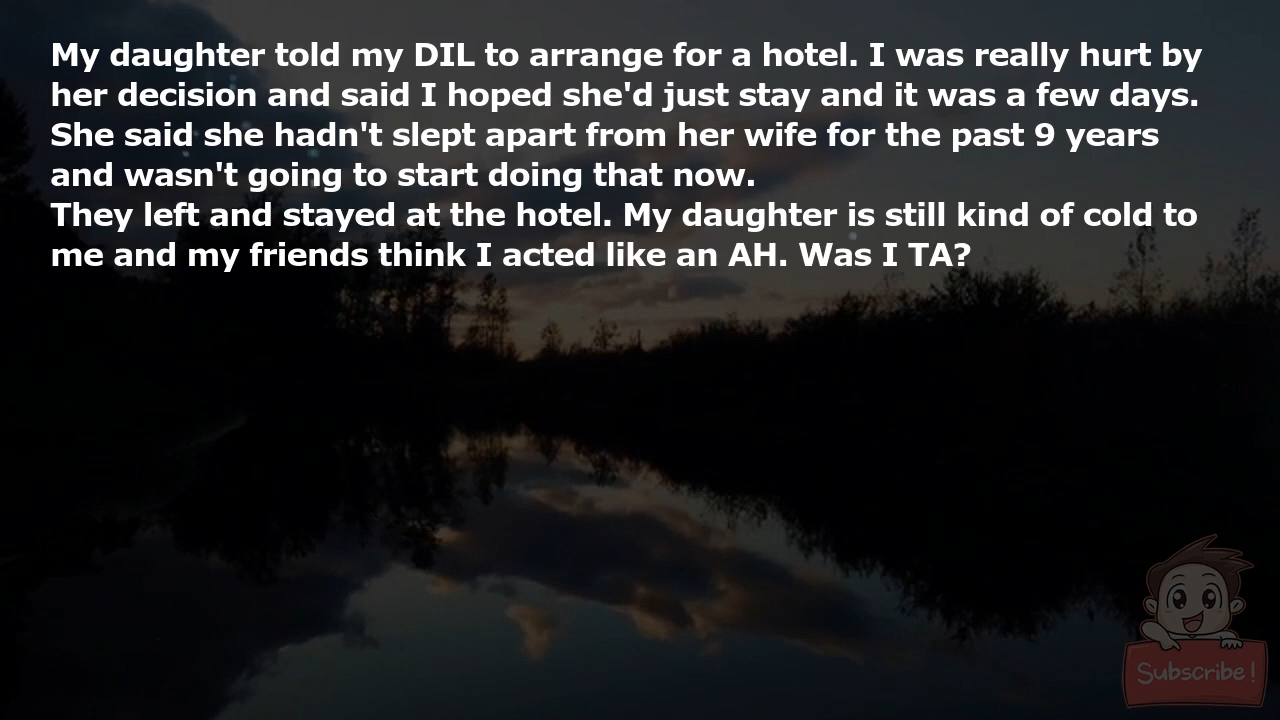 My daughter told my DIL to arrange for a hotel. I was really hurt by
her decision and said I hoped she'd just stay and it was a few days.
She said she hadn't slept apart from her wife for the past 9 years
and wasn't going to start doing that now.
They left and stayed at the hotel. My daughter is still kind of cold to
me and my friends think I acted like an AH. Was I TA?
Subscribe!